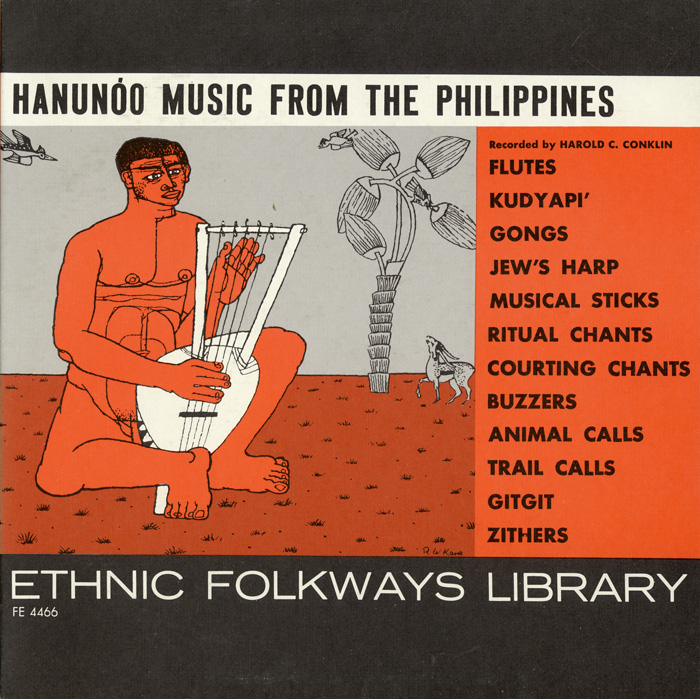 HANUNÓO MUSIC FROM THE PHILIPPINES
Recorded by HAROLD C. CONKLIN
FLUTES
KUDYAPI'
GONGS
JEW'S HARP
MUSICAL STICKS
RITUAL CHANTS
COURTING CHANTS
BUZZERS
ANIMAL CALLS
TRAIL CALLS
GITGIT
ZITHERS
ETHNIC FOLKWAYS LIBRARY
FE 4466